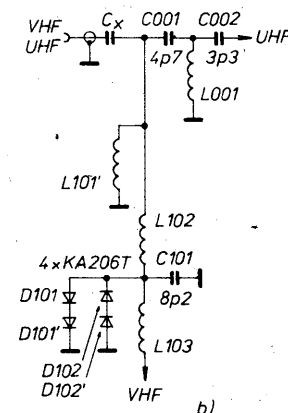 VHF
UHF
Cx
C001
C002
4p7
3p3
UHF
L001
L101'
L102
4xKA206T
C101
8p2
D101
D101'
L103
D102
D102'
VHF
b)